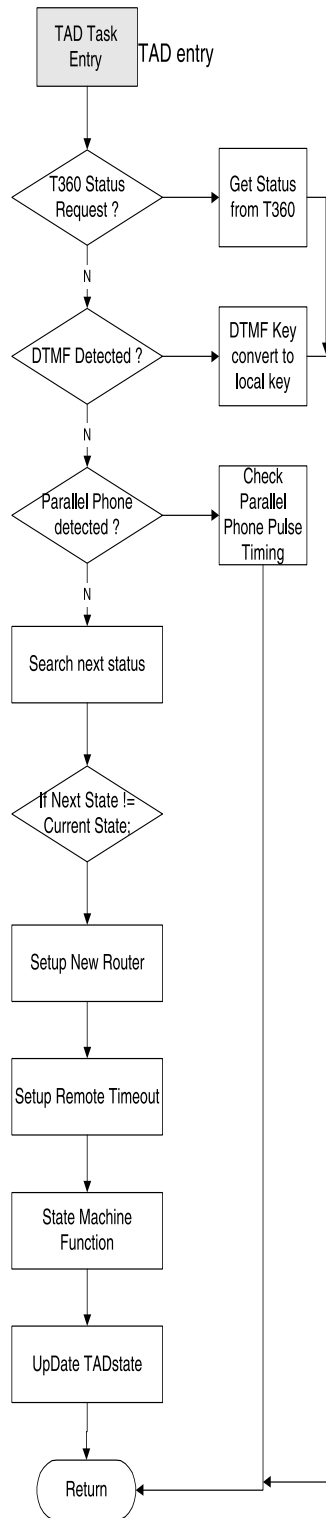 TAD Task
Entry
TAD entry
T360 Status
Request ?
Get Status
from T360
N
DTMF Detected ?
DTMF Key
convert to
local key
N
Parallel Phone
detected ?
Check
Parallel
Phone Pulse
Timing
N
Search next status
If Next State !=
Current State;
Setup New Router
Setup Remote Timeout
State Machine
Function
UpDate TADstate
Return